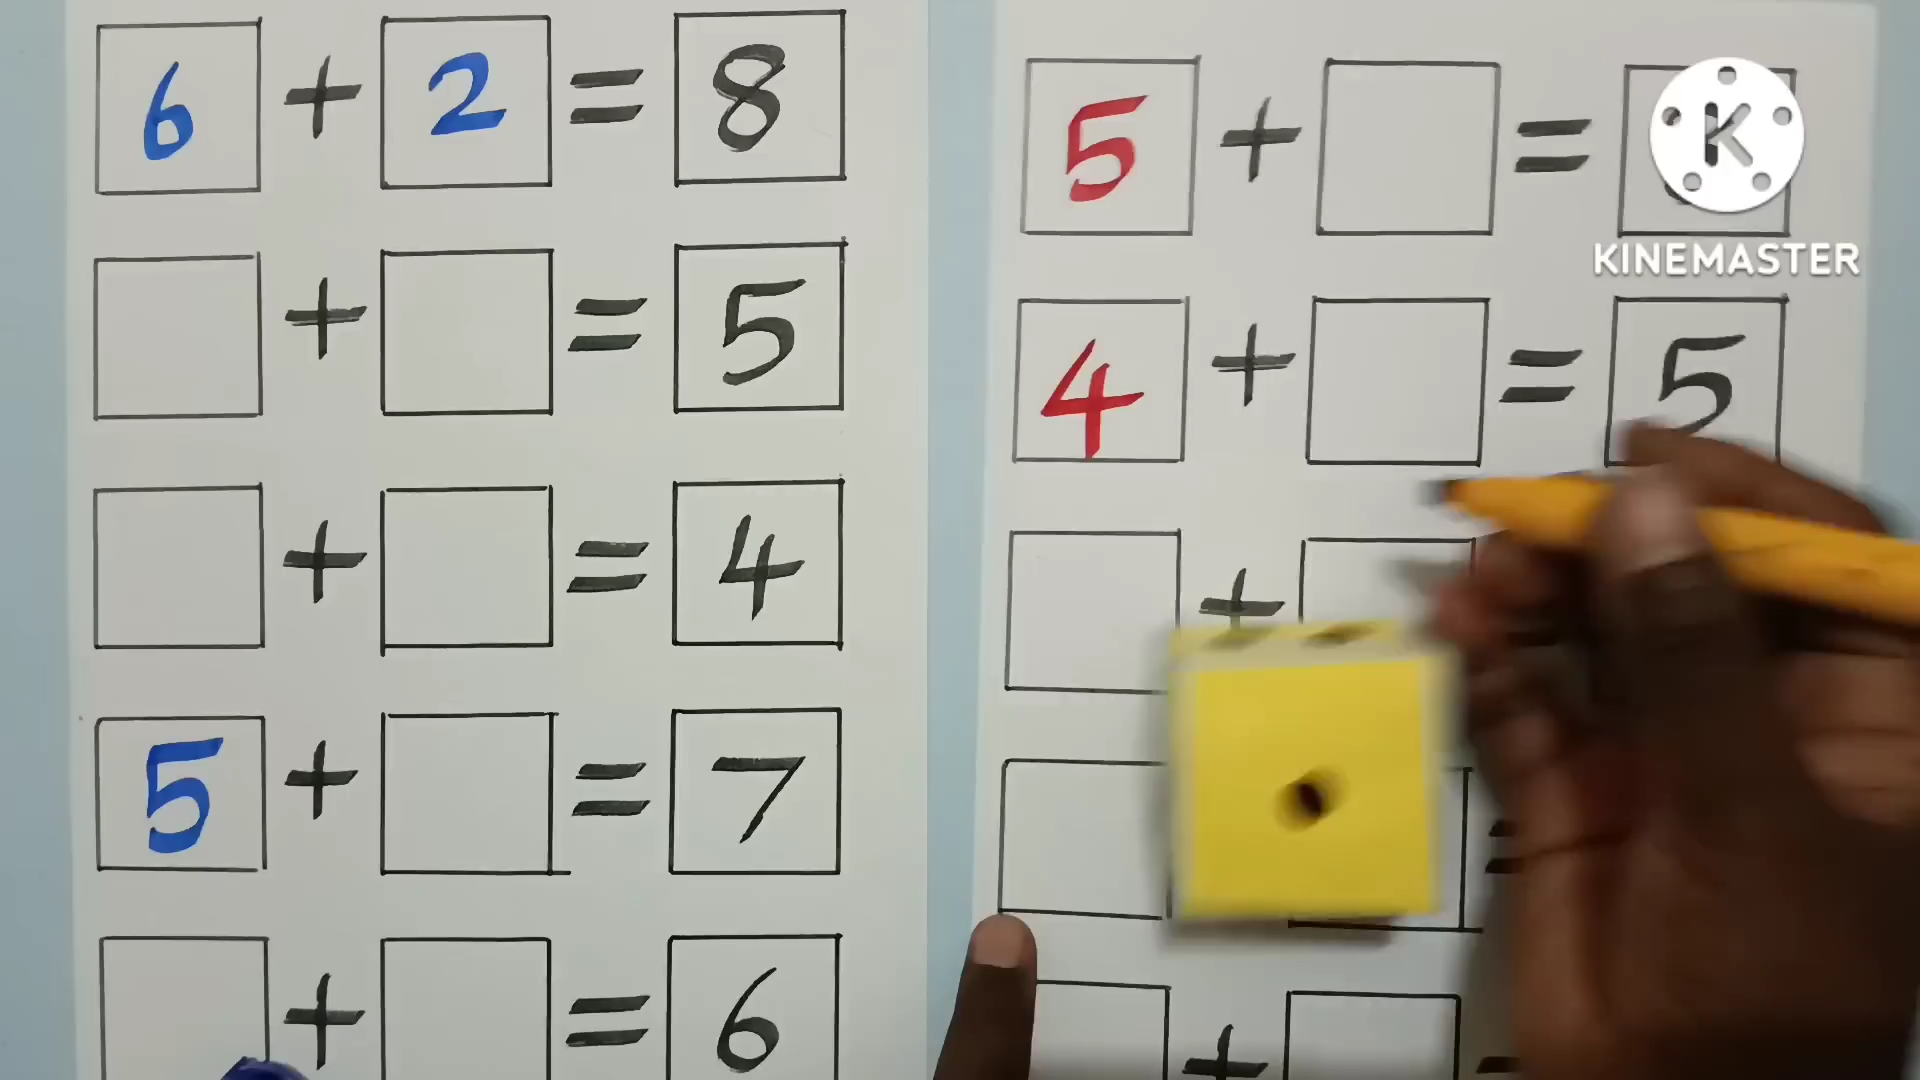 6 + 2 = 8
+ = 5
+ = 4
5 + = 7
+ = 6
5 + =
K
KINEMASTER
4 + = 5
+
=
+